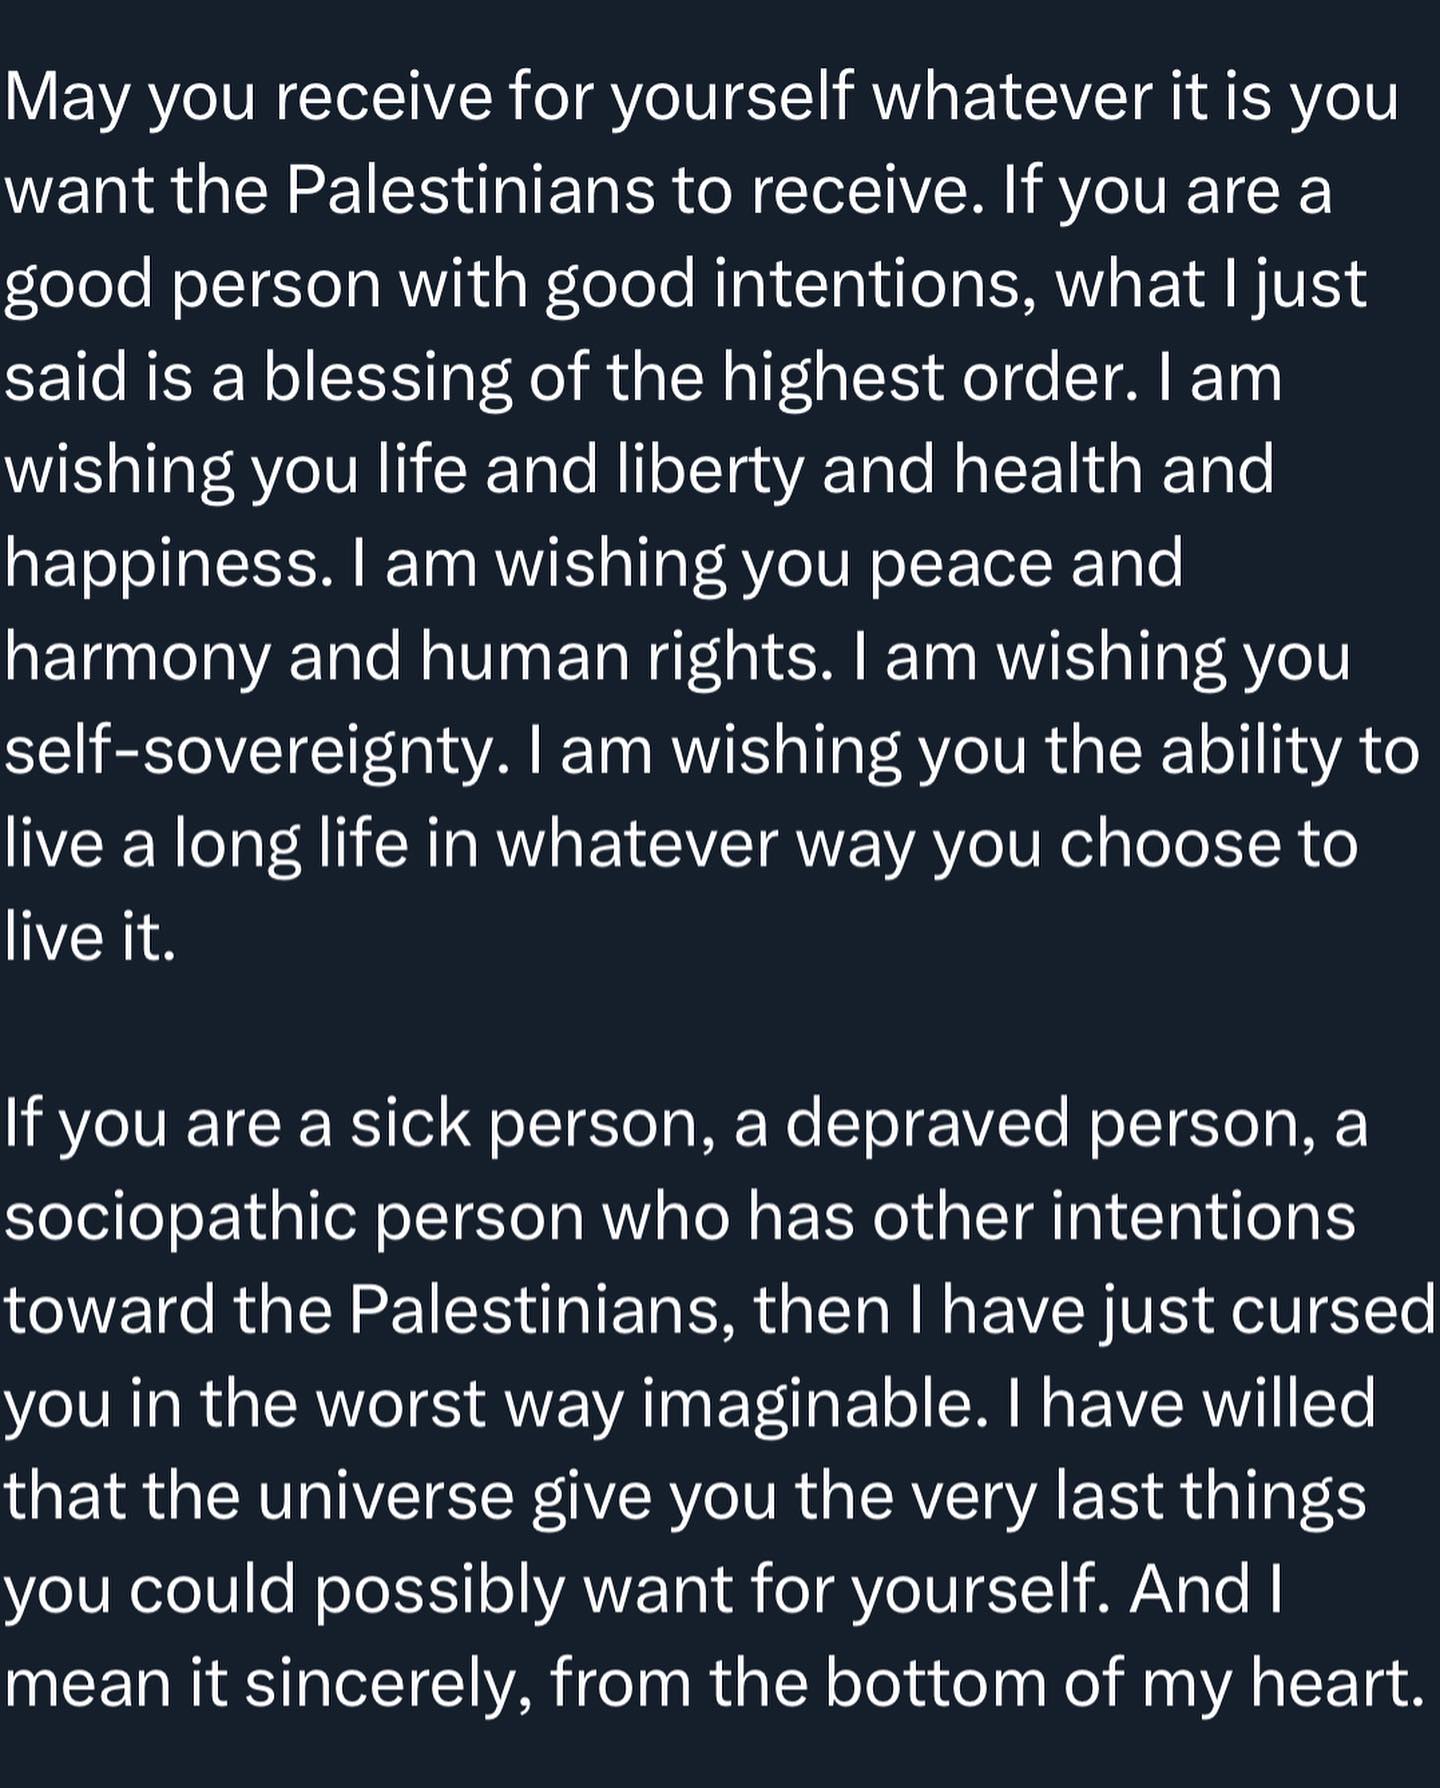 May you receive for yourself whatever it is you
want the Palestinians to receive. If you are a
good person with good intentions, what I just
said is a blessing of the highest order. I am
wishing you life and liberty and health and
happiness. I am wishing you peace and
harmony and human rights. I am wishing you
self-sovereignty. I am wishing you the ability to
live a long life in whatever way you choose to
live it.
If you are a sick person, a depraved person, a
sociopathic person who has other intentions
toward the Palestinians, then I have just cursed
you in the worst way imaginable. I have willed
that the universe give you the very last things
you could possibly want for yourself. And I
mean it sincerely, from the bottom of my heart.